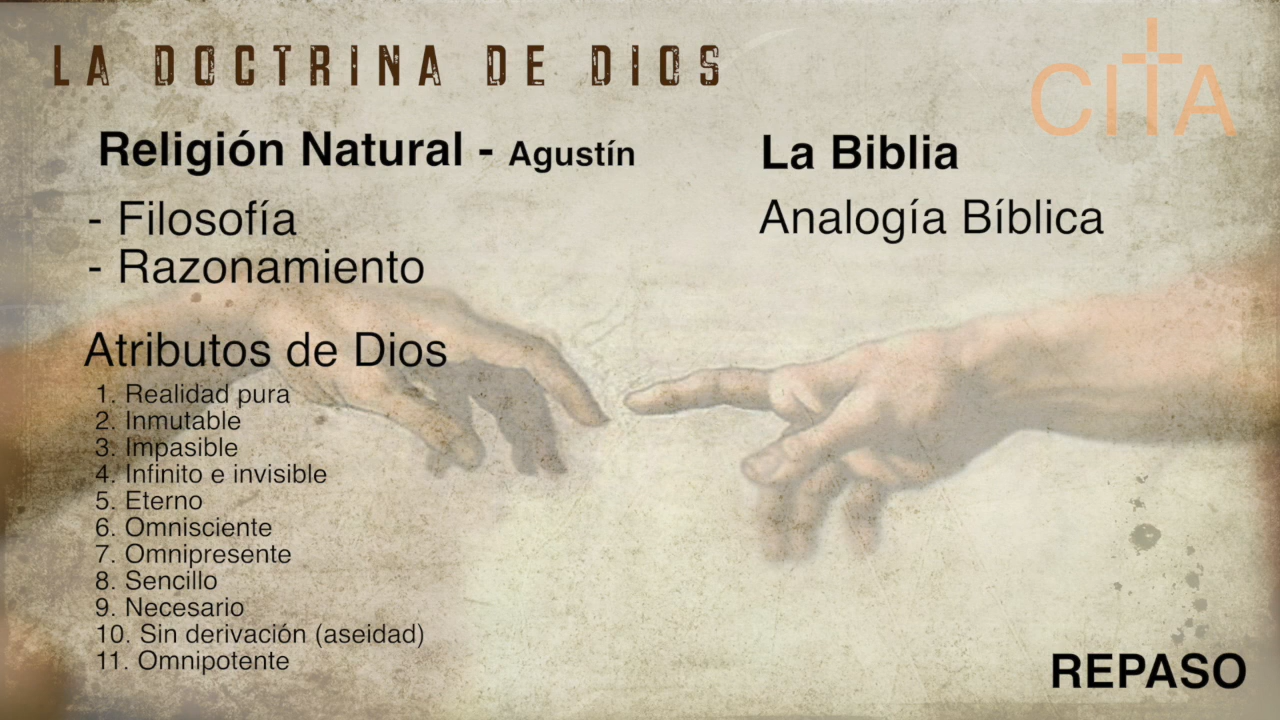 LA DOCTRINA DE DIOS
CITA
Religión Natural - Agustín
- Filosofía
- Razonamiento
Atributos de Dios
1. Realidad pura
2. Inmutable
3. Impasible
4. Infinito e invisible
5. Eterno
6. Omnisciente
7. Omnipresente
8. Sencillo
9. Necesario
10. Sin derivación (aseidad)
11. Omnipotente
La Biblia
Analogía Bíblica
REPASO